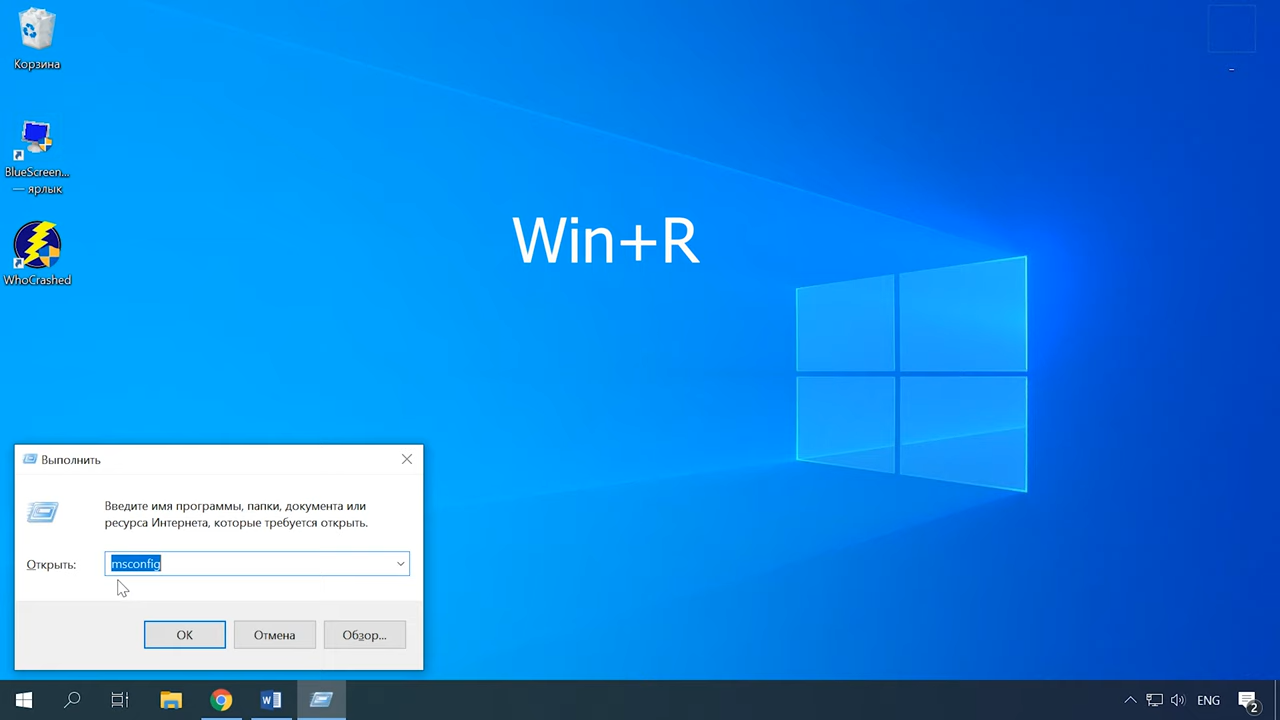 Корзина
BlueScreen...
— ярлык
WhoCrashed
Win+R
Выполнить
Введите имя программы, папки, документа или
ресурса Интернета, которые требуется открыть.
Открыть:
msconfig
ОК
Отмена
Обзор...
ENG
2